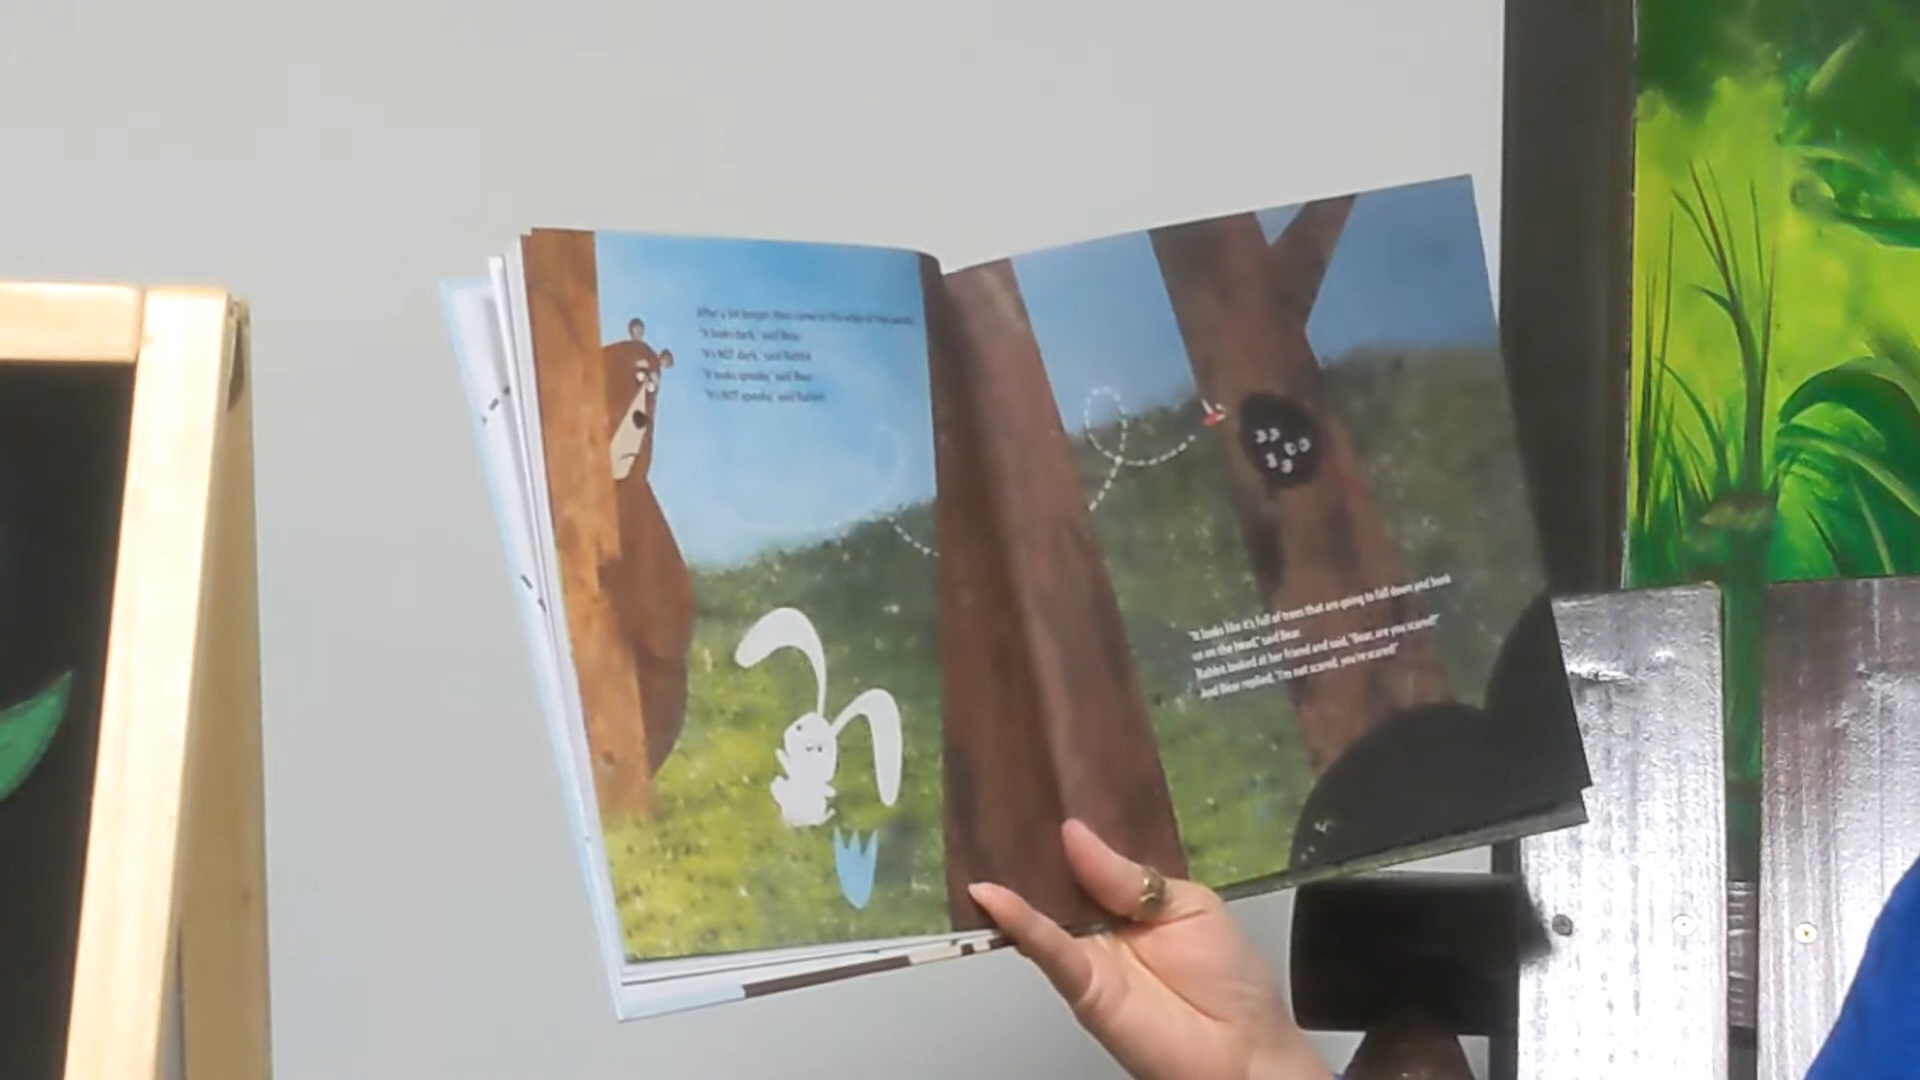 After a bit longer, they came to the edge of the woods.
"It looks dark," said Bear.
"It's NOT dark," said Rabbit.
"It looks spooky," said Bear.
"It's NOT spooky," said Rabbit.
"It looks like it's full of trees that are going to fall down and bonk
us on the head," said Bear.
Rabbit looked at her friend and said, "Bear, are you scared?"
And Bear replied, "I'm not scared, you're scared!"